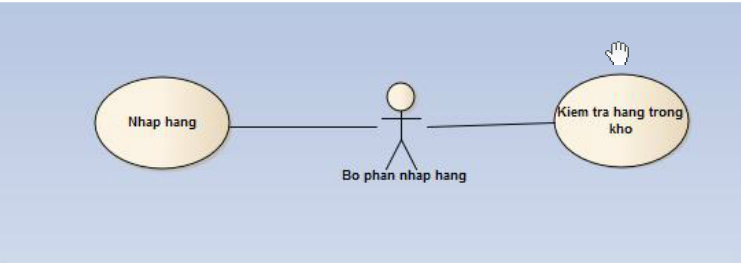 Nhap hang
Kiem tra hang trong
kho
Bo phan nhap hang